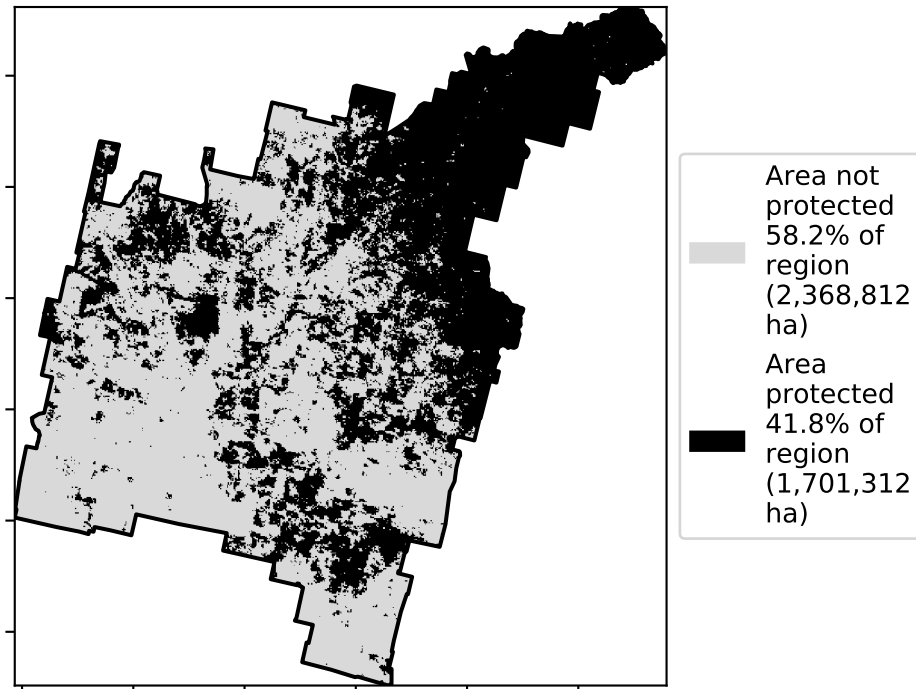 Area not
protected
58.2% of
region
(2,368,812
ha)
Area
protected
41.8% of
region
(1,701,312
ha)